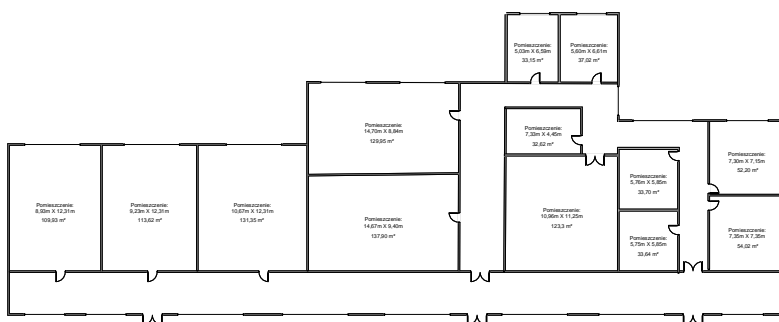 Pomieszczenie:
5,03m X 6,59m
33,15 m²
Pomieszczenie:
5,60m X 6,61m
37,02 m²
Pomieszczenie:
14,70m X 8,84m
129,95 m²
Pomieszczenie:
7,33m X 4,45m
32,62 m²
Pomieszczenie:
8,93m X 12,31m
109,93 m²
Pomieszczenie:
9,23m X 12,31m
113,62 m²
Pomieszczenie:
10,67m X 12,31m
131,35 m²
Pomieszczenie:
14,67m X 9,40m
137,90 m²
Pomieszczenie:
10,96m X 11,25m
123,3 m²
Pomieszczenie:
5,76m X 5,85m
33,70 m²
Pomieszczenie:
5,75m X 5,85m
33,64 m²
Pomieszczenie:
7,30m X 7,15m
52,20 m²
Pomieszczenie:
7,35m X 7,35m
54,02 m²